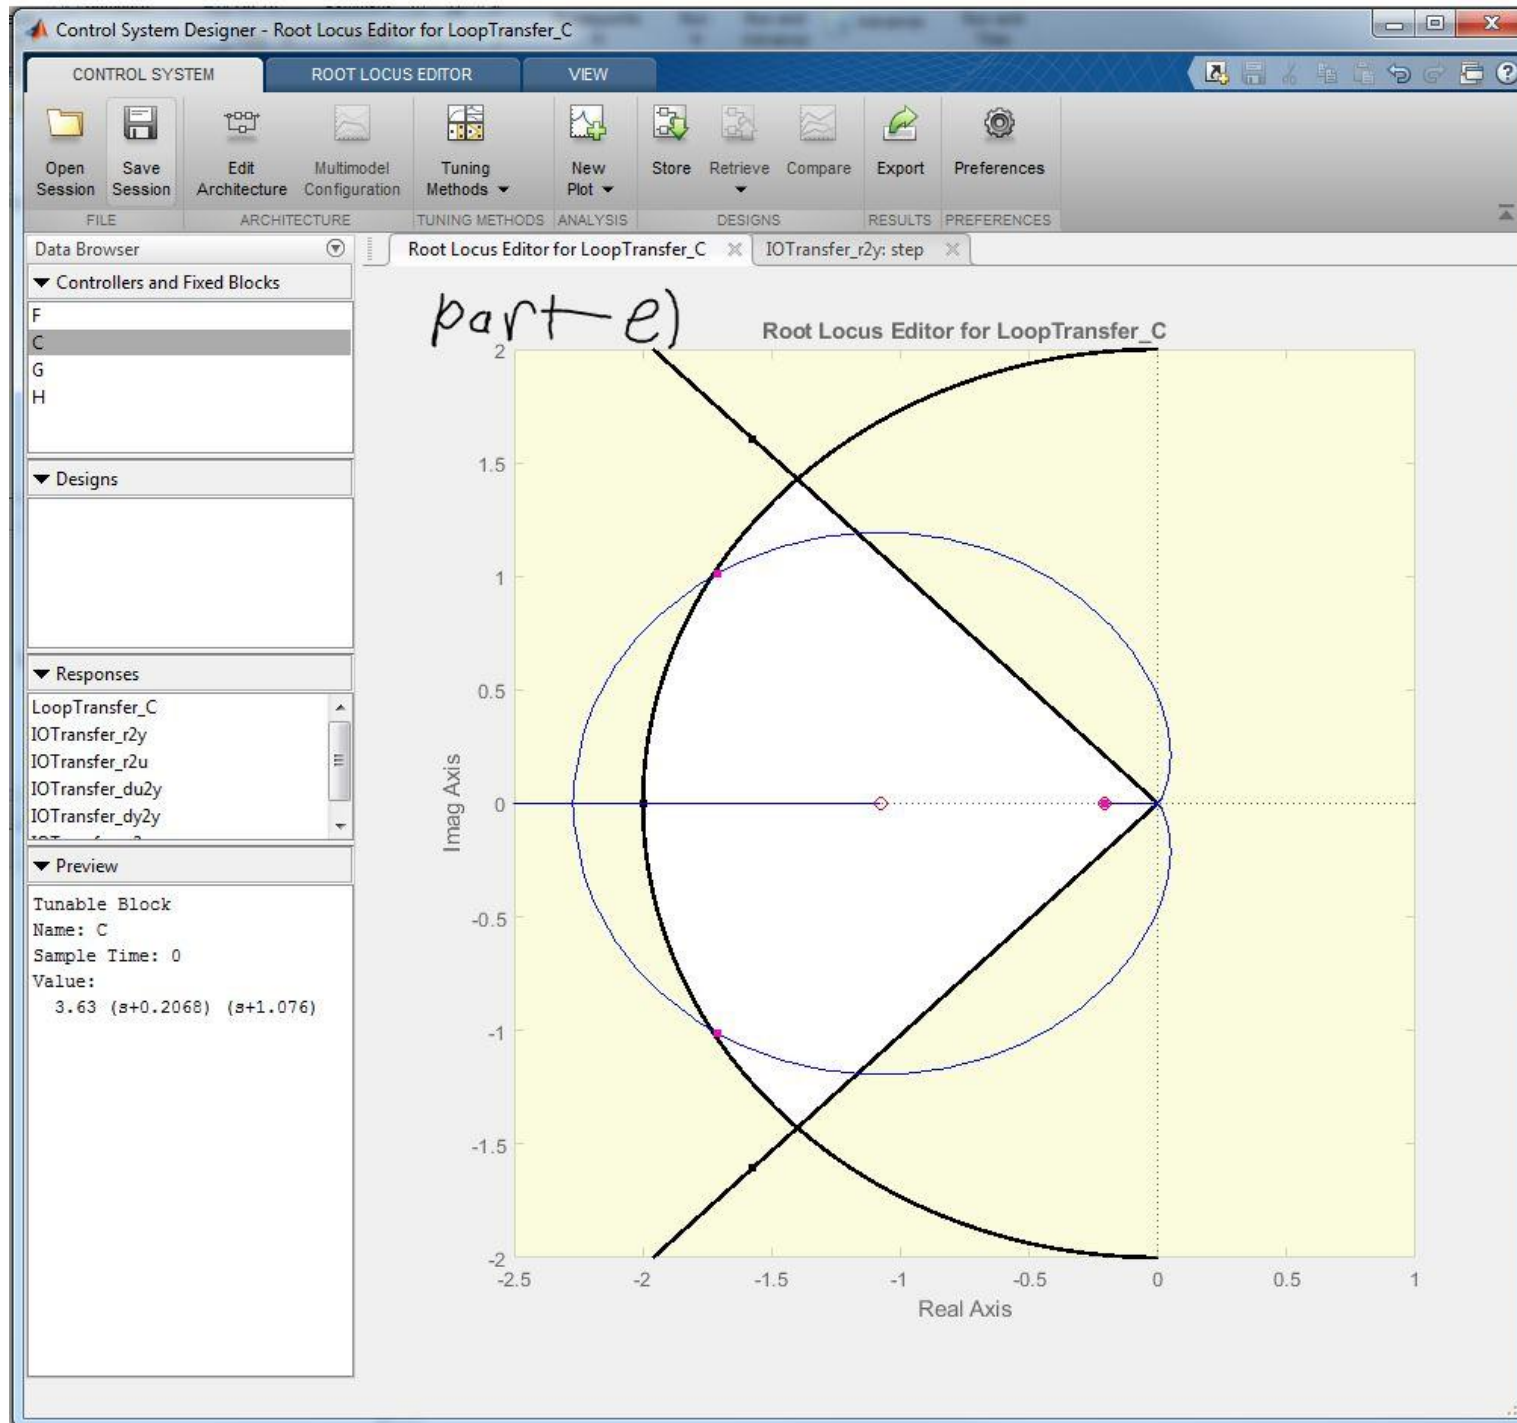 Control System Designer - Root Locus Editor for LoopTransfer_C
CONTROL SYSTEM
ROOT LOCUS EDITOR
VIEW
Open Session
Save Session
Edit Architecture
Multimodel Configuration
Tuning Methods
New Plot
Store
Retrieve
Compare
Export
Preferences
FILE
ARCHITECTURE
TUNING METHODS
ANALYSIS
DESIGNS
RESULTS
PREFERENCES
Data Browser
Root Locus Editor for LoopTransfer_C
IOTransfer_r2y: step
Controllers and Fixed Blocks
F
C
G
H
Designs
Responses
LoopTransfer_C
IOTransfer_r2y
IOTransfer_r2u
IOTransfer_du2y
IOTransfer_dy2y
Preview
Tunable Block
Name: C
Sample Time: 0
Value:
3.63 (s+0.2068) (s+1.076)
part e)
Root Locus Editor for LoopTransfer_C
2
1.5
1
0.5
0
-0.5
-1
-1.5
-2
Imag Axis
-2.5 -2 -1.5 -1 -0.5 0 0.5 1
Real Axis